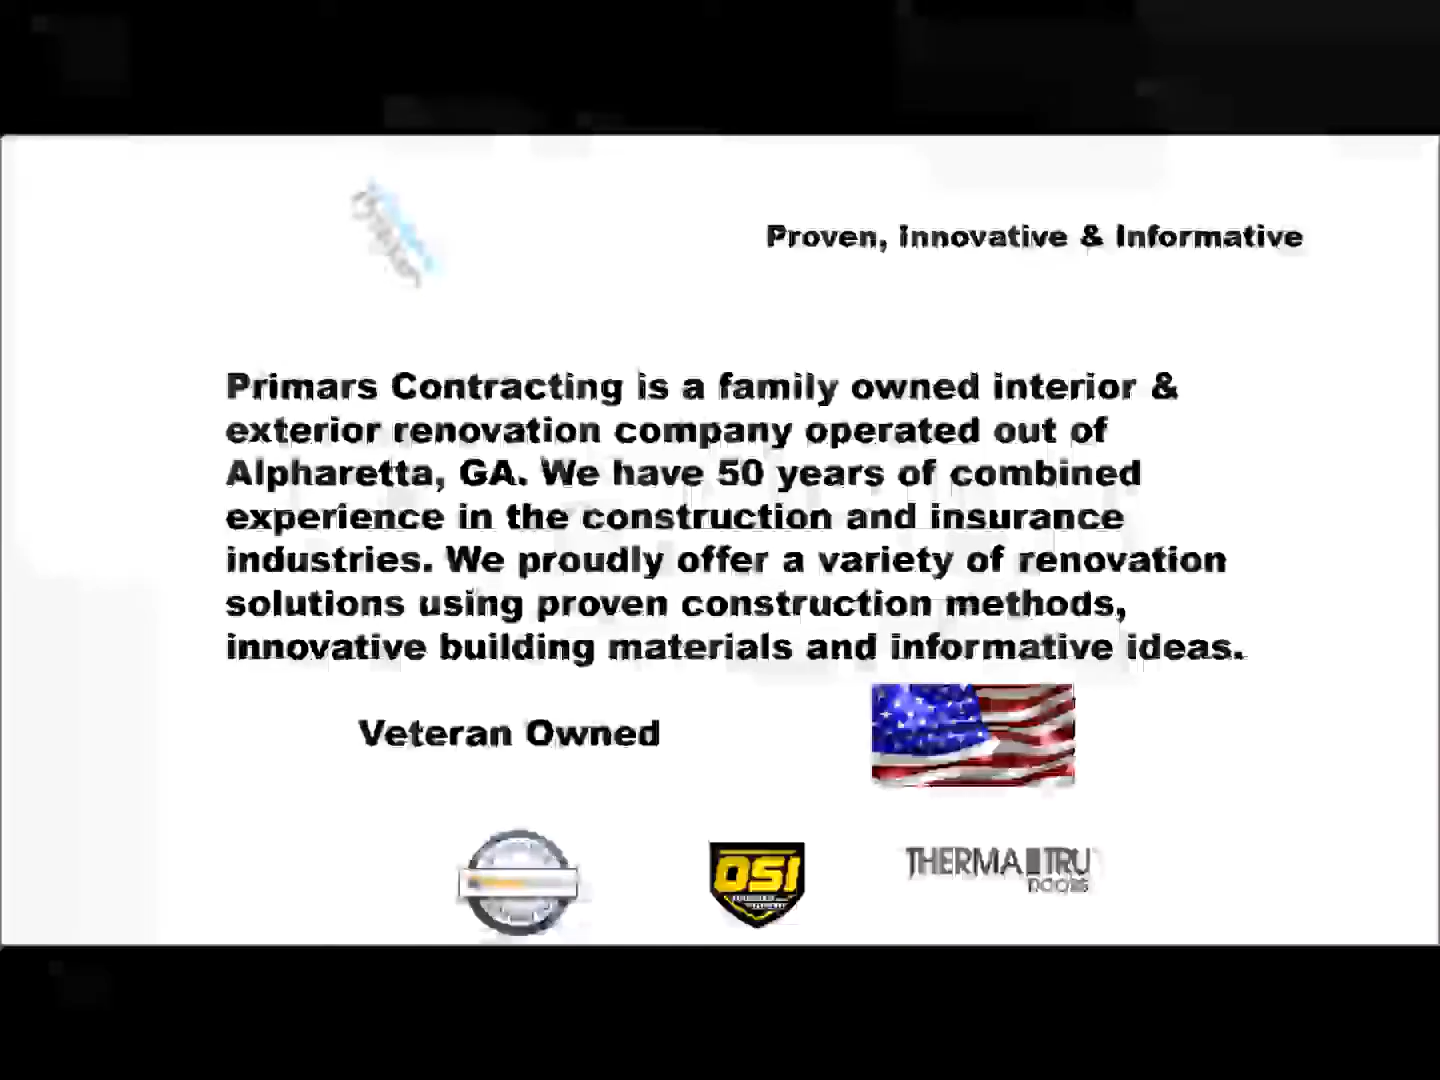 Proven, Innovative & Informative
Primars Contracting is a family owned interior &
exterior renovation company operated out of
Alpharetta, GA. We have 50 years of combined
experience in the construction and insurance
industries. We proudly offer a variety of renovation
solutions using proven construction methods,
innovative building materials and informative ideas.
Veteran Owned
OSI
THERMA TRU
DOORS